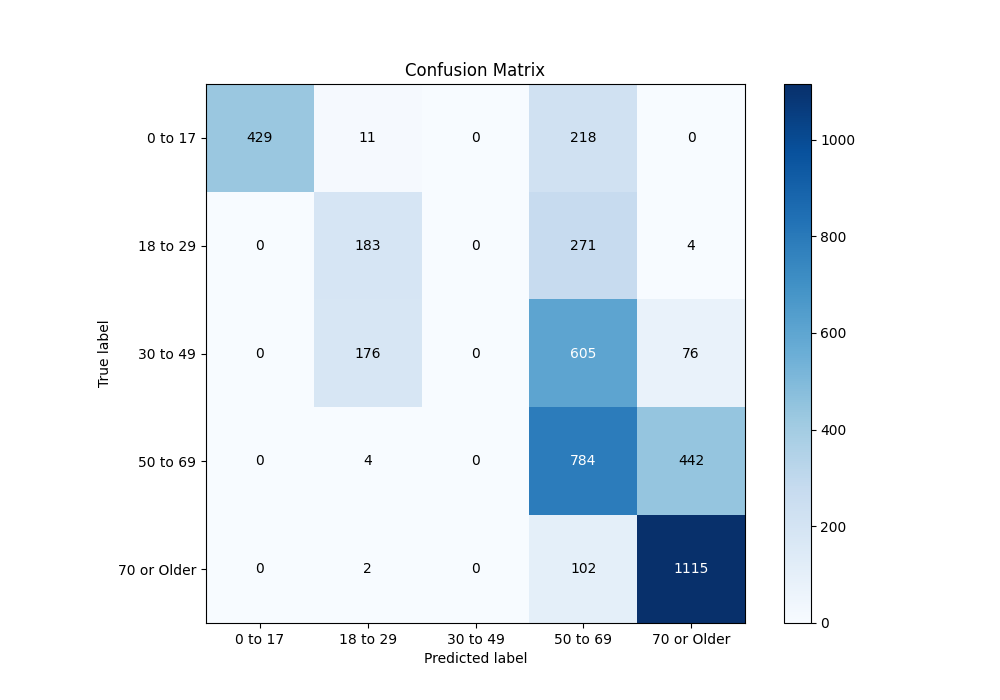 Confusion Matrix
True label
0 to 17 429 11 0 218 0
18 to 29 0 183 0 271 4
30 to 49 0 176 0 605 76
50 to 69 0 4 0 784 442
70 or Older 0 2 0 102 1115
0 to 17 18 to 29 30 to 49 50 to 69 70 or Older
Predicted label
1000
800
600
400
200
0